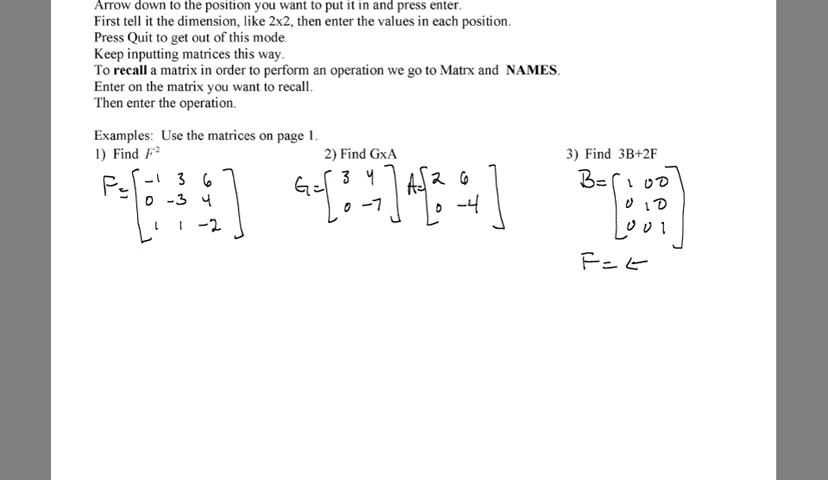 Arrow down to the position you want to put it in and press enter.
First tell it the dimension, like 2x2, then enter the values in each position.
Press Quit to get out of this mode.
Keep inputting matrices this way.
To recall a matrix in order to perform an operation we go to Matrx and NAMES.
Enter on the matrix you want to recall.
Then enter the operation.
Examples: Use the matrices on page 1.
1) Find F² 2) Find GxA 3) Find 3B+2F
F= [ -1 3 6 G= [ 3 4 ] A= [ 2 6 B= [ 1 0 0
0 -3 4 0 -7 ] 0 -4 ] 0 1 0
1 1 -2 ] 0 0 1 ]
F= ←